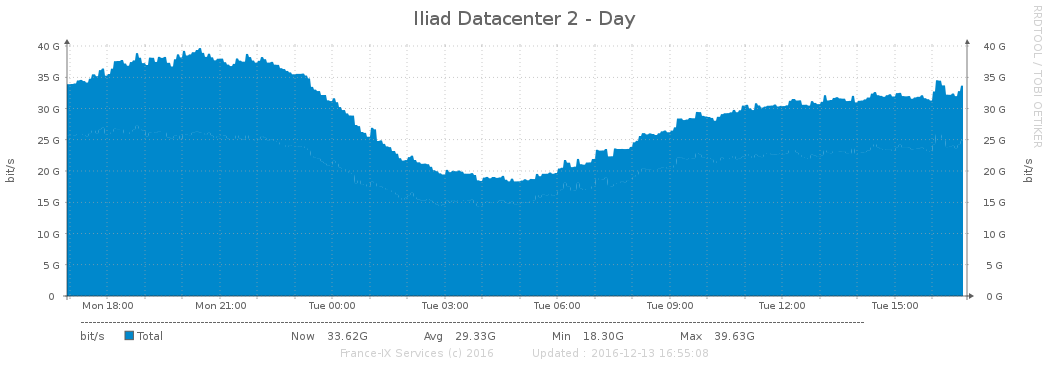 Iliad Datacenter 2 - Day
RRDTOOL / TOBI OETIKER
bit/s
40 G
35 G
30 G
25 G
20 G
15 G
10 G
5 G
0
40 G
35 G
30 G
25 G
20 G
15 G
10 G
5 G
0 G
bit/s
Mon 18:00 Mon 21:00 Tue 00:00 Tue 03:00 Tue 06:00 Tue 09:00 Tue 12:00 Tue 15:00
bit/s Total Now 33.62G Avg 29.33G Min 18.30G Max 39.63G
France-IX Services (c) 2016 Updated : 2016-12-13 16:55:08